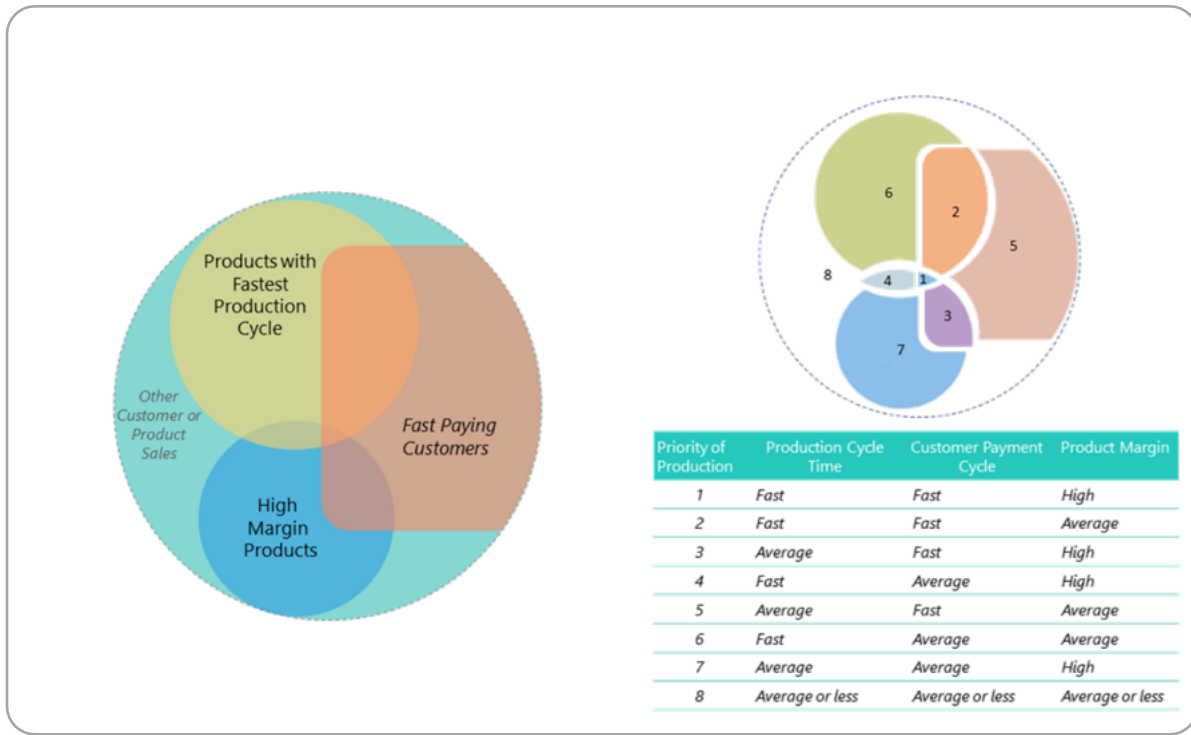 Products with
Fastest
Production
Cycle
Other
Customer or
Product
Sales
Fast Paying
Customers
High
Margin
Products
6
2
5
8
4
1
3
7
Priority of Production Production Cycle Time Customer Payment Cycle Product Margin
1 Fast Fast High
2 Fast Fast Average
3 Average Fast High
4 Fast Average High
5 Average Fast Average
6 Fast Average Average
7 Average Average High
8 Average or less Average or less Average or less